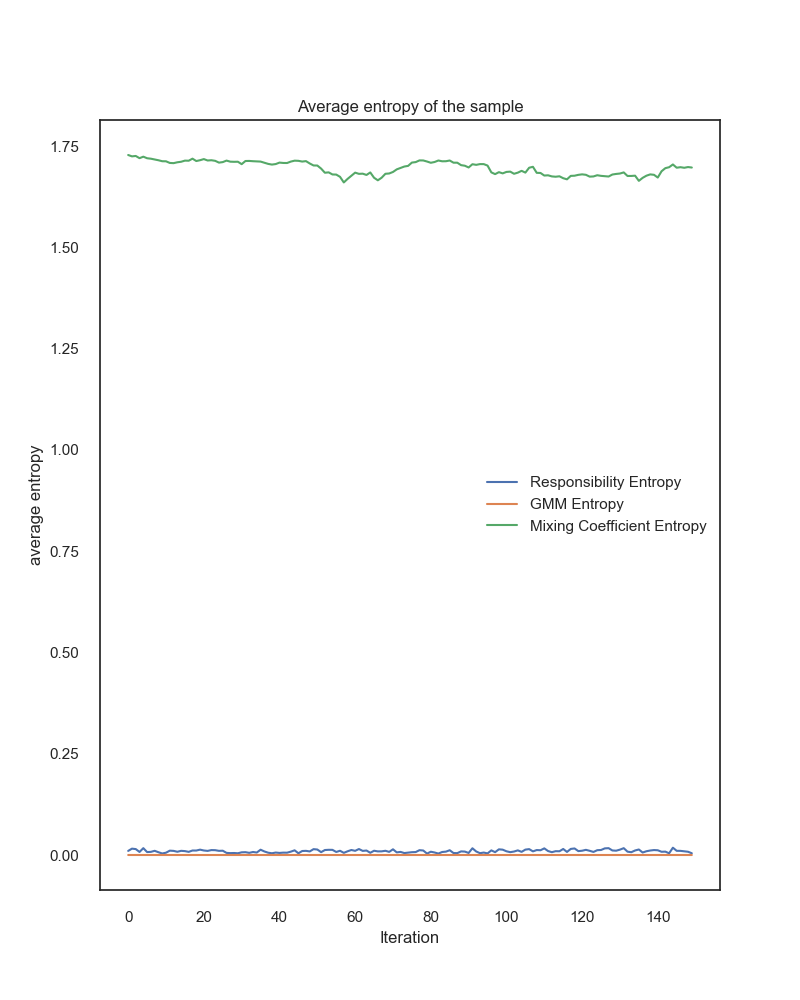 Average entropy of the sample
1.75
1.50
1.25
1.00
0.75
0.50
0.25
0.00
average entropy
Responsibility Entropy
GMM Entropy
Mixing Coefficient Entropy
0 20 40 60 80 100 120 140
Iteration